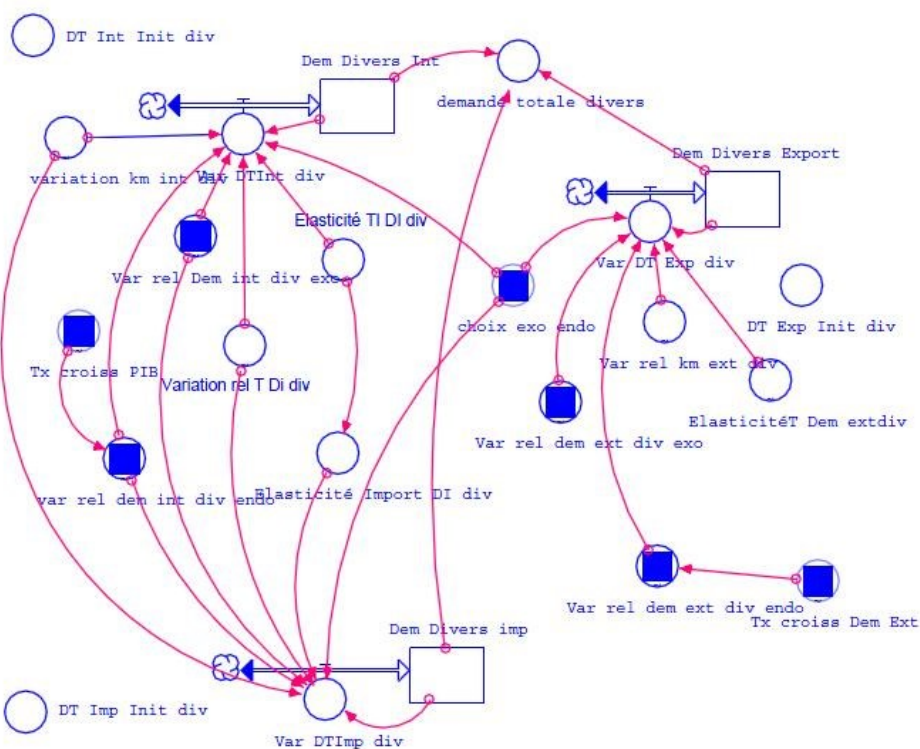 DT Int Init div
Dem Divers Int
demande totale divers
Dem Divers Export
variation km int div
Var DTInt div
Elasticité TI DI div
Var DT Exp div
Var rel Dem int div exo
choix exo endo
DT Exp Init div
Var rel km ext div
Tx croiss PIB
Variation rel T Di div
ElasticitéT Dem extdiv
Var rel dem ext div exo
var rel dem int div endo
Elasticité Import DI div
Var rel dem ext div endo
Tx croiss Dem Ext
Dem Divers imp
DT Imp Init div
Var DTImp div